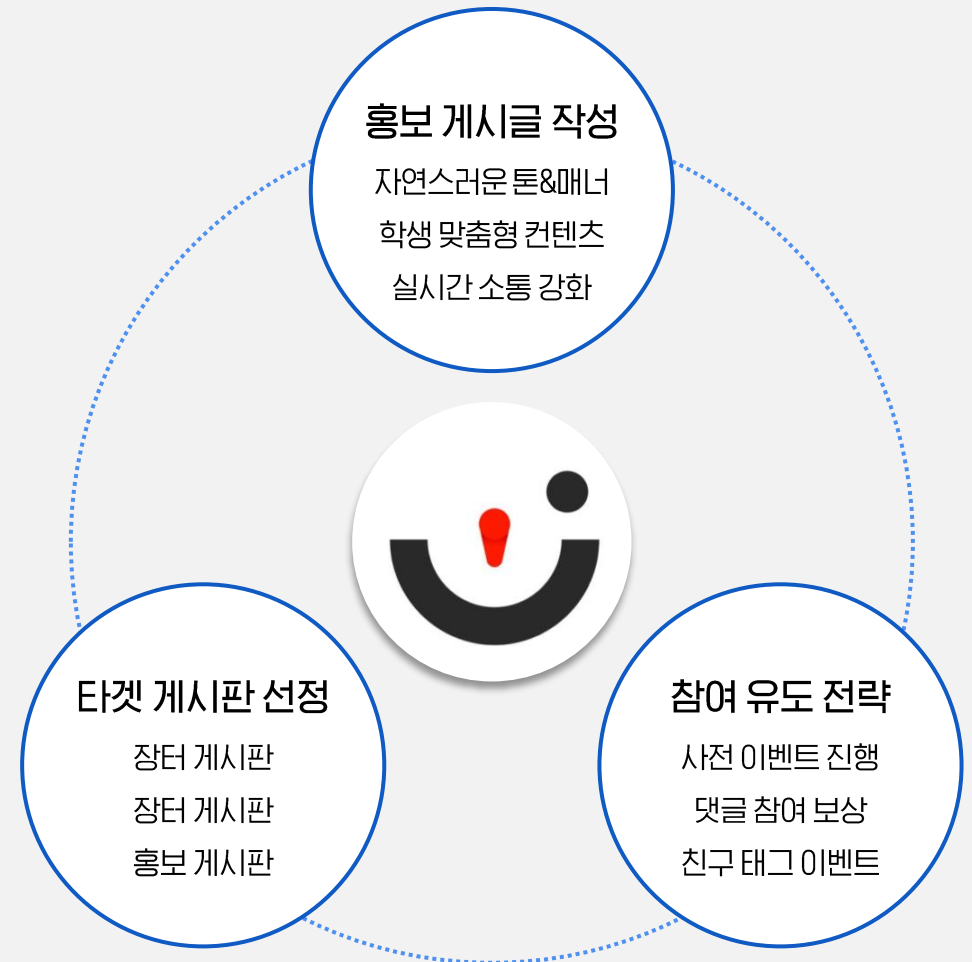 홍보 게시글 작성
자연스러운 톤&매너
학생 맞춤형 컨텐츠
실시간 소통 강화
타겟 게시판 선정
장터 게시판
장터 게시판
홍보 게시판
참여 유도 전략
사전 이벤트 진행
댓글 참여 보상
친구 태그 이벤트